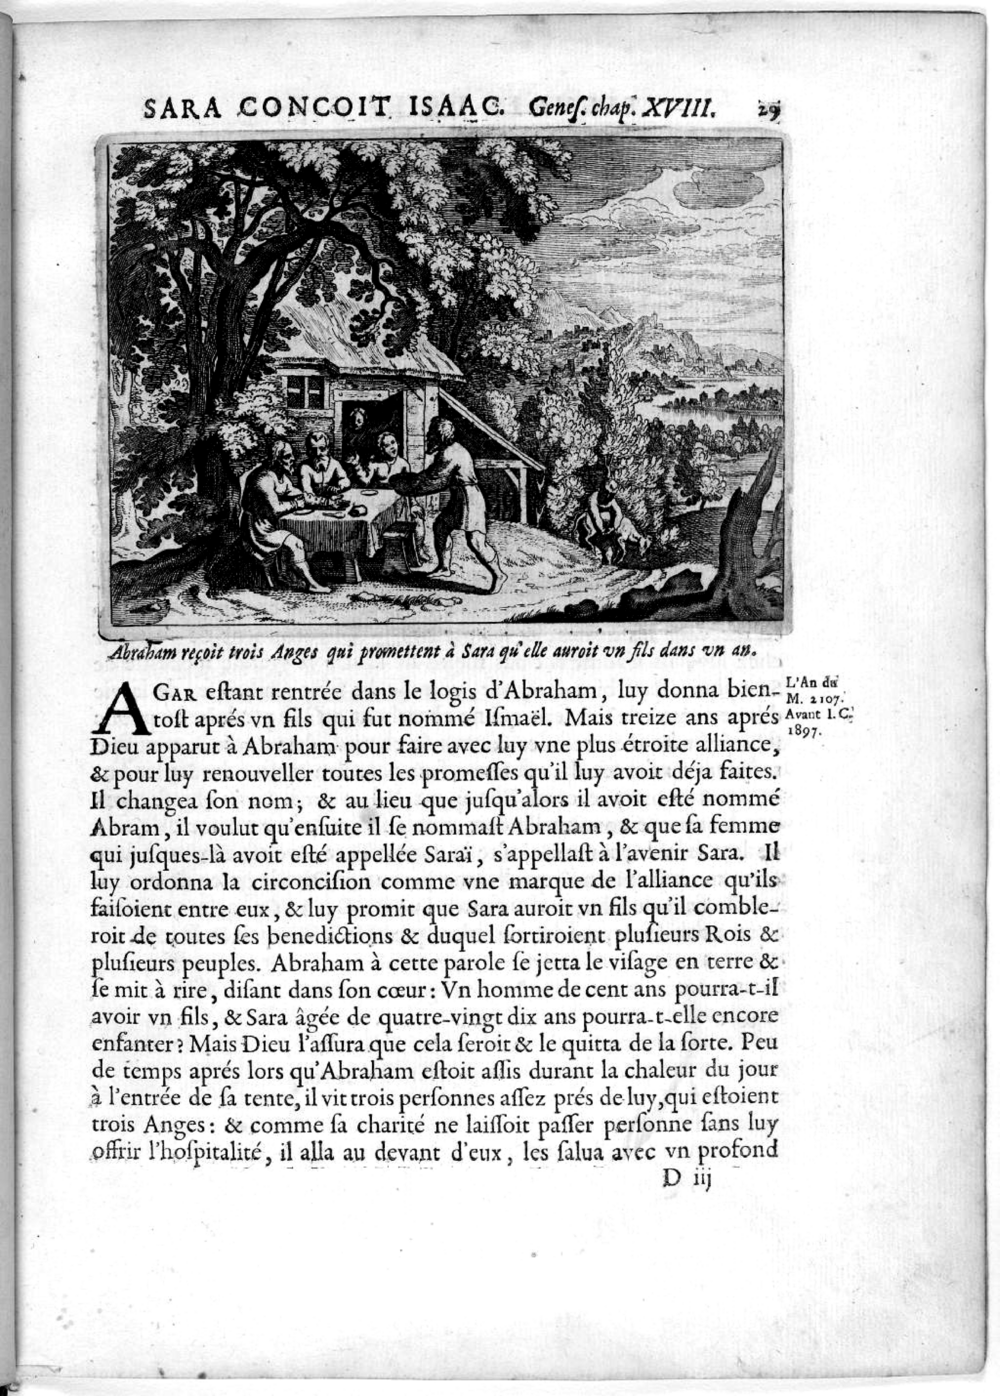 SARA CONCOIT ISAAC. Geneſ. chap. XVIII. 29
Abraham reçoit trois Anges qui promettent à Sara qu'elle auroit vn fils dans vn an.
AGAR eſtant rentrée dans le logis d'Abraham, luy donna bien-
toſt aprés vn fils qui fut nommé Iſmaël. Mais treize ans aprés
Dieu apparut à Abraham pour faire avec luy vne plus étroite alliance,
& pour luy renouveller toutes les promeſſes qu'il luy avoit déja faites.
Il changea ſon nom; & au lieu que juſqu'alors il avoit eſté nommé
Abram, il voulut qu'enſuite il ſe nommaſt Abraham, & que ſa femme
qui juſques-là avoit eſté appellée Saraï, s'appellaſt à l'avenir Sara. Il
luy ordonna la circonciſion comme vne marque de l'alliance qu'ils
faiſoient entre eux, & luy promit que Sara auroit vn fils qu'il comble-
roit de toutes ſes benedictions & duquel ſortiroient pluſieurs Rois &
pluſieurs peuples. Abraham à cette parole ſe jetta le viſage en terre &
ſe mit à rire, diſant dans ſon cœur: Vn homme de cent ans pourra-t-il
avoir vn fils, & Sara âgée de quatre-vingt dix ans pourra-t-elle encore
enfanter? Mais Dieu l'aſſura que cela ſeroit & le quitta de la ſorte. Peu
de temps aprés lors qu'Abraham eſtoit aſſis durant la chaleur du jour
à l'entrée de ſa tente, il vit trois perſonnes aſſez prés de luy, qui eſtoient
trois Anges: & comme ſa charité ne laiſſoit paſſer perſonne ſans luy
offrir l'hoſpitalité, il alla au devant d'eux, les ſalua avec vn profond
D iij
L'An du
M. 2107.
Avant I. C.
1897.